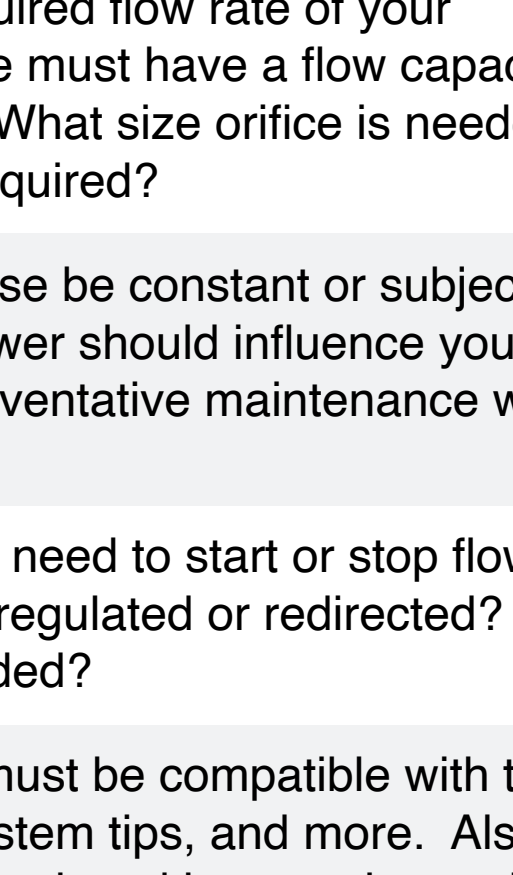 uired flow rate of your
e must have a flow capac
What size orifice is need
quired?
se be constant or subjec
wer should influence you
ventative maintenance w
need to start or stop flow
regulated or redirected?
ded?
must be compatible with t
stem tips, and more.  Als